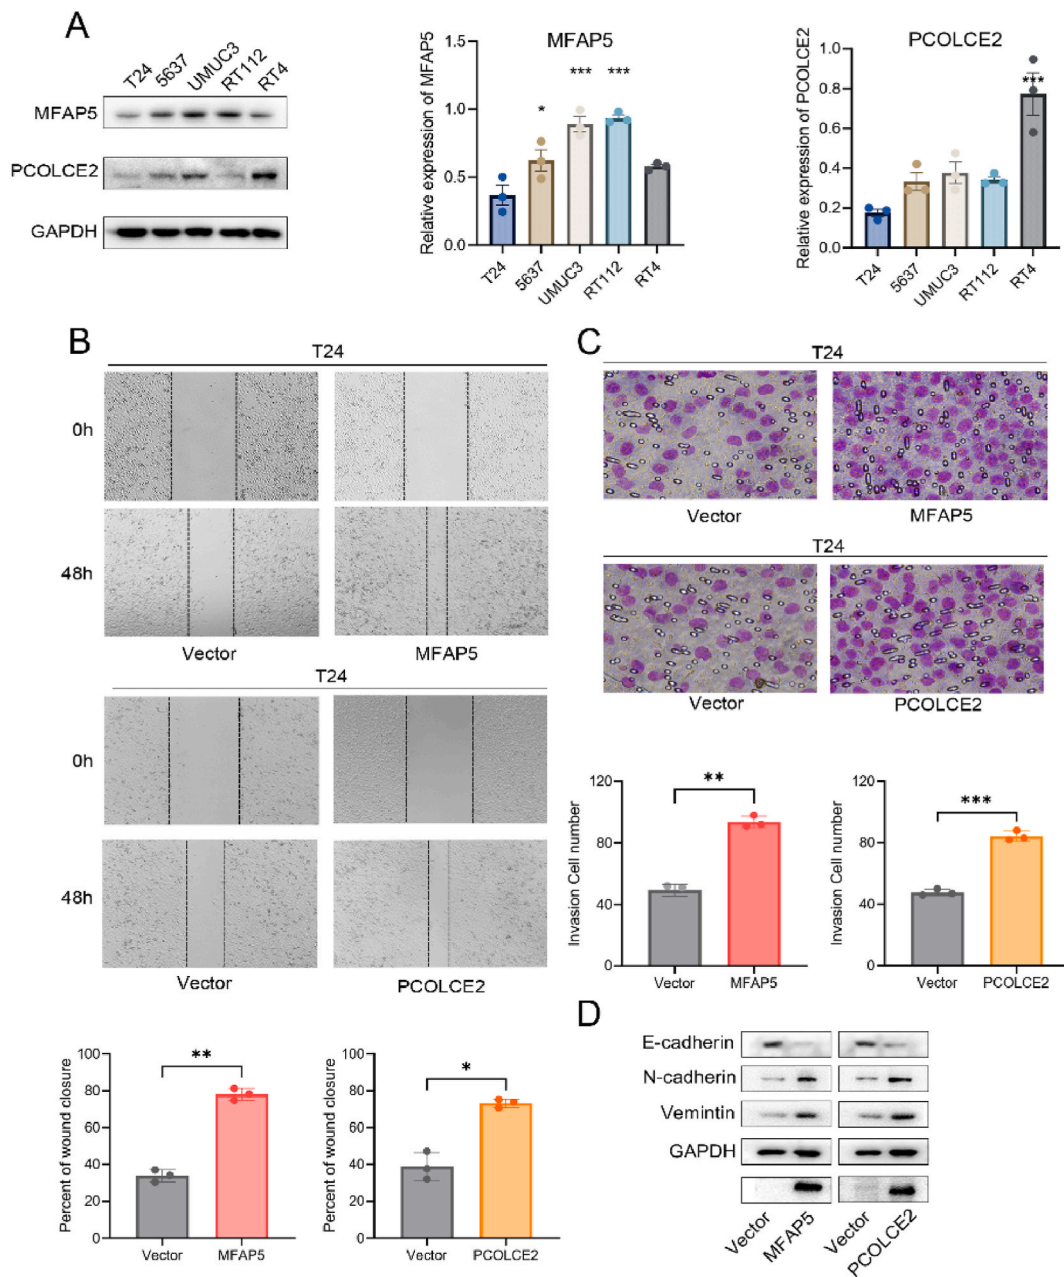 A
T24
5637
UMUC3
RT112
RT4
MFAP5
PCOLCE2
GAPDH
MFAP5
Relative expression of MFAP5
1.5
1.0
0.5
0.0
*
***
***
T24
5637
UMUC3
RT112
RT4
PCOLCE2
Relative expression of PCOLCE2
1.0
0.8
0.6
0.4
0.2
0.0
***
T24
5637
UMUC3
RT112
RT4
B
T24
0h
48h
Vector
MFAP5
T24
0h
48h
Vector
PCOLCE2
Percent of wound closure
100
80
60
40
20
0
**
Vector
MFAP5
Percent of wound closure
100
80
60
40
20
0
*
Vector
PCOLCE2
C
T24
Vector
MFAP5
T24
Vector
PCOLCE2
Invasion Cell number
120
80
40
0
**
Vector
MFAP5
Invasion Cell number
120
80
40
0
***
Vector
PCOLCE2
D
E-cadherin
N-cadherin
Vemintin
GAPDH
Vector
MFAP5
Vector
PCOLCE2